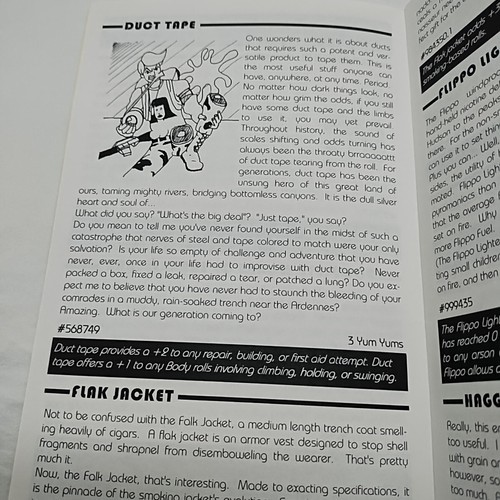 DUCT TAPE
One wonders what it is about ducts
that requires such a potent and ver-
satile product to tape them. This is
the most useful stuff anyone can
have, anywhere, at any time. Period.
No matter how dark things look, no
matter how grim the odds, if you still
have some duct tape and the limbs
to use it, you may yet prevail.
Throughout history, the sound of
scales shifting and odds turning has
always been the throaty brraaaaattt
of duct tape tearing from the roll. For
generations, duct tape has been the
unsung hero of this great land of
ours, taming mighty rivers, bridging bottomless canyons. It is the dull silver
heart and soul of...
What did you say? "What's the big deal"? "Just tape," you say?
Do you mean to tell me you've never found yourself in the midst of such a
catastrophe that nerves of steel and tape colored to match were your only
salvation? Is your life so empty of challenge and adventure that you have
never, ever, once in your life had to improvise with duct tape? Never
packed a box, fixed a leak, repaired a tear, or patched a lung? Do you ex-
pect me to believe that you have never had to staunch the bleeding of your
comrades in a muddy, rain-soaked trench near the Ardennes?
Amazing. What is our generation coming to?
#568749
3 Yum Yums
Duct tape provides a +2 to any repair, building, or first aid attempt. Duct
tape offers a +1 to any Body rolls involving climbing, holding, or swinging.
FLAK JACKET
Not to be confused with the Falk Jacket, a medium length trench coat smell-
ing heavily of cigars. A flak jacket is an armor vest designed to stop shell
fragments and shrapnel from disemboweling the wearer. That's pretty
much it.
Now, the Falk Jacket, that's interesting. Made to exacting specifications, it
is the pinnacle of the smoking jacket's
#984350.1
The Flak Jacket adds
smoking-based rolls.
FLIPPO LIG
The Flippo windproo
hand-held nicotine de
Hudson to the
there. For the non-sm
can use it to set thi
plus you can... Well,
sides, the utility of
mated. Flippo Ligh
pyromaniacs than
that the average
set on fire. Why
more Flippo Fuel.
(The Flippo Lighte
ting small children
on fire, and then
#999435
The Flippo Light
has reached 0
to any arson
Flippo allows
HAGG
Really, this e
too useful. I
with grain a
however, so
too much